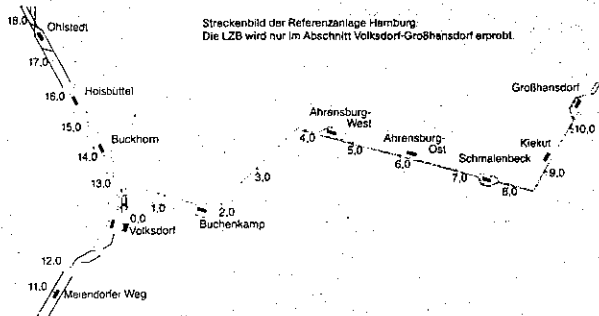 Streckenbild der Referenzanlage Hamburg:
Die LZB wird nur im Abschnitt Volksdorf-Großhansdorf erprobt.
18,0
Ohlstedt
17,0
16,0
Hoisbüttel
15,0
Buckhorn
14,0
13,0
0,0
Volksdorf
1,0
2,0
Buchenkamp
3,0
12,0
11,0
Meiendorfer Weg
Ahrensburg-
West
4,0
5,0
Ahrensburg-
Ost
6,0
Schmalenbeck
7,0
8,0
Kiekut
9,0
Großhansdorf
10,0